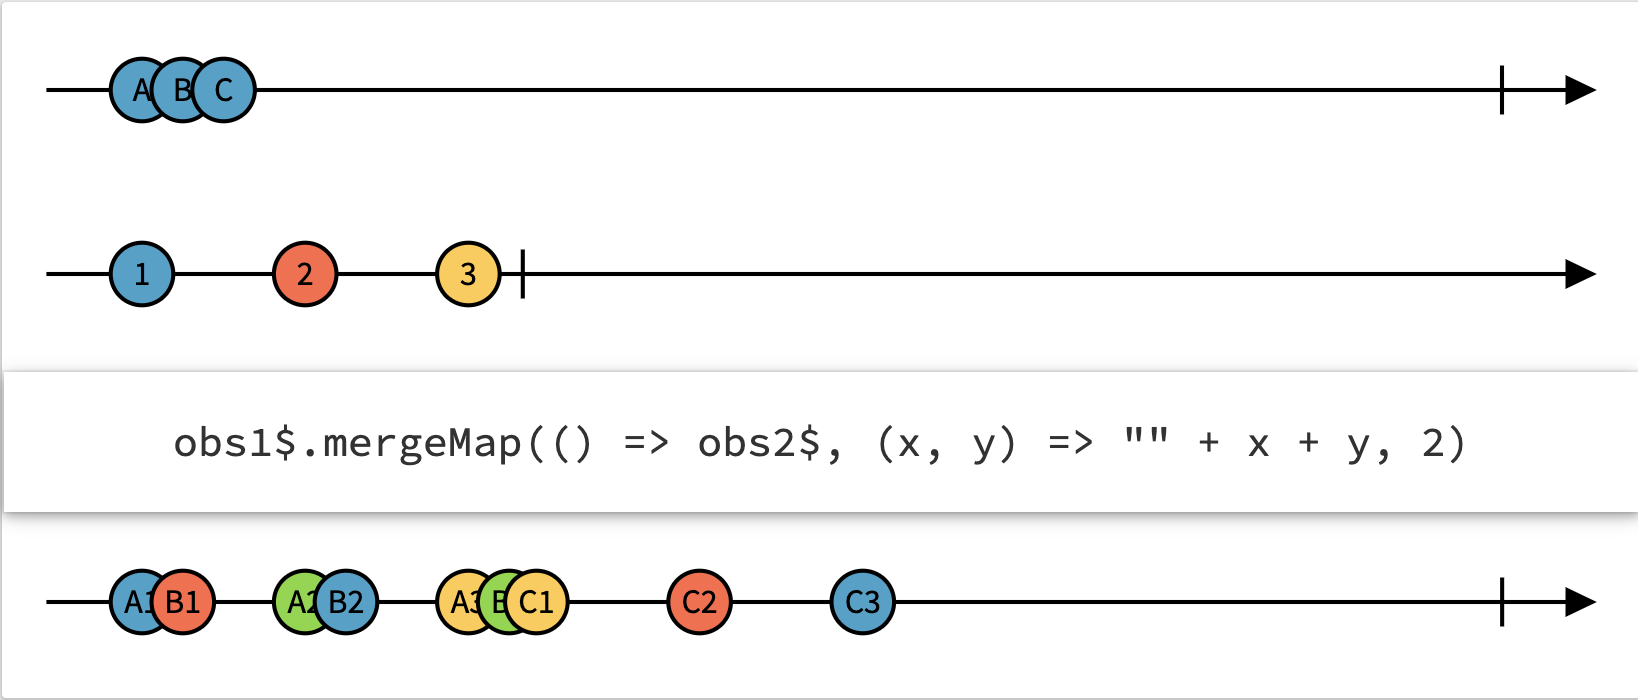 A B C
1 2 3
obs1$.mergeMap(() => obs2$, (x, y) => "" + x + y, 2)
A1 B1 A2 B2 A3 B C1 C2 C3